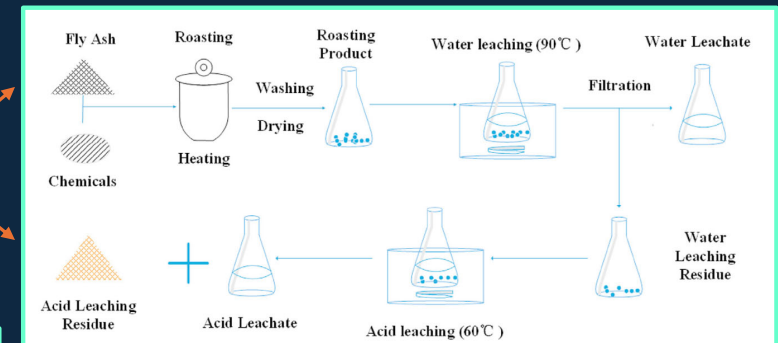 Fly Ash
Roasting
Roasting
Product
Water leaching (90℃)
Water Leachate
Washing
Filtration
Drying
Heating
Chemicals
Water
Leaching
Residue
Acid Leaching
Residue
Acid Leachate
Acid leaching (60℃)